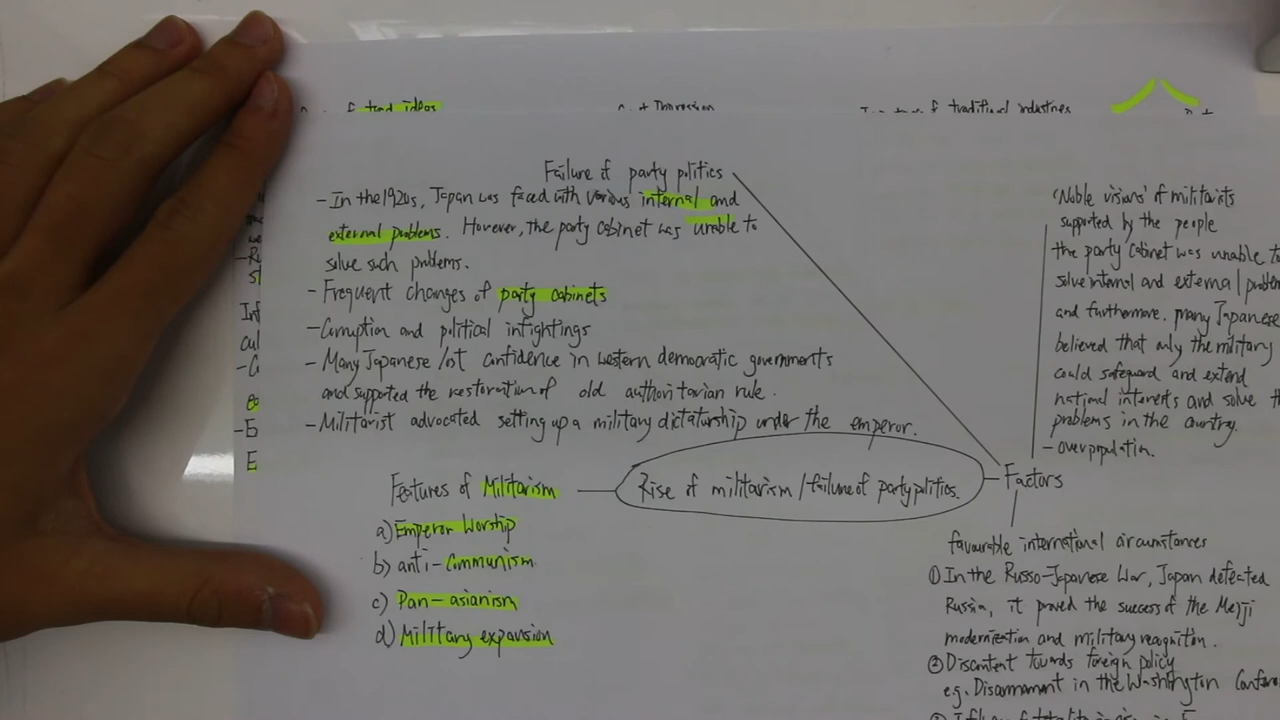 trad ideas
traditional industries
Failure of party politics
- In the 1920s, Japan was faced with various internal and
external problems. However, the party cabinet was unable to
solve such problems.
- Frequent changes of party cabinets
- Corruption and political infightings
- Many Japanese lost confidence in western democratic governments
and supported the restoration of old authoritarian rule.
- Militarist advocated setting up a military dictatorship under the emperor.
Features of Militarism
a) Emperor Worship
b) anti-Communism
c) Pan-asianism
d) Military expansion
Rise of militarism/failure of party politics.
Factors
'Noble visions' of militarists
supported by the people
the party cabinet was unable to
solve internal and external
and furthermore. many Japanese
believed that only the military
could safeguard and extend
national interests and solve
problems in the country.
- overpopulation.
favourable international circumstances
① In the Russo-Japanese War, Japan defeated
Russia, it proved the success of the Meiji
modernization and military
② Discontent towards foreign policy
e.g. Disarmament in the Washington